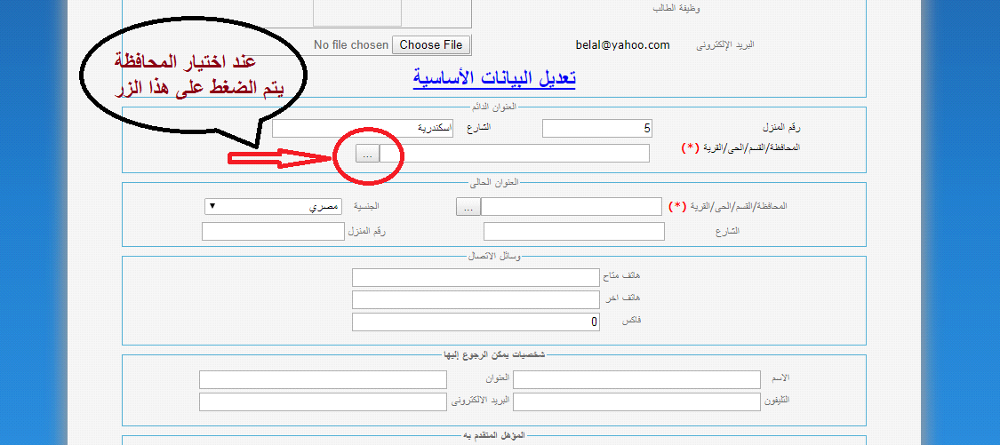 وظيفة الطالب
البريد الإلكترونى belal@yahoo.com Choose File No file chosen
عند اختيار المحافظة
يتم الضغط على هذا الزر
تعديل البيانات الأساسية
العنوان الدائم
رقم المنزل 5 الشارع اسكندرية
المحافظة/القسم/الحى/القرية (*) ...
العنوان الحالى
المحافظة/القسم/الحى/القرية (*) ... الجنسية مصري
الشارع رقم المنزل
وسائل الاتصال
هاتف متاح
هاتف اخر
فاكس 0
شخصيات يمكن الرجوع إليها
الاسم العنوان
التليفون البريد الالكترونى
المؤهل المتقدم به